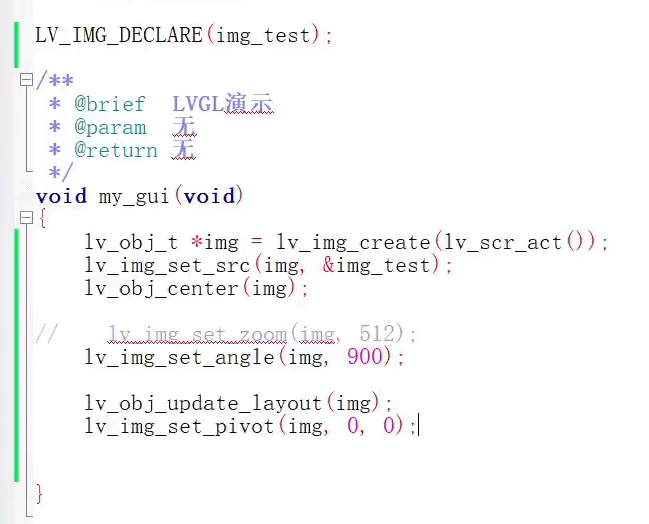 LV_IMG_DECLARE(img_test);
/**
 * @brief  LVGL演示
 * @param  无
 * @return 无
 */
void my_gui(void)
{
    lv_obj_t *img = lv_img_create(lv_scr_act());
    lv_img_set_src(img, &img_test);
    lv_obj_center(img);
//    lv_img_set_zoom(img, 512);
    lv_img_set_angle(img, 900);
    lv_obj_update_layout(img);
    lv_img_set_pivot(img, 0, 0);
}